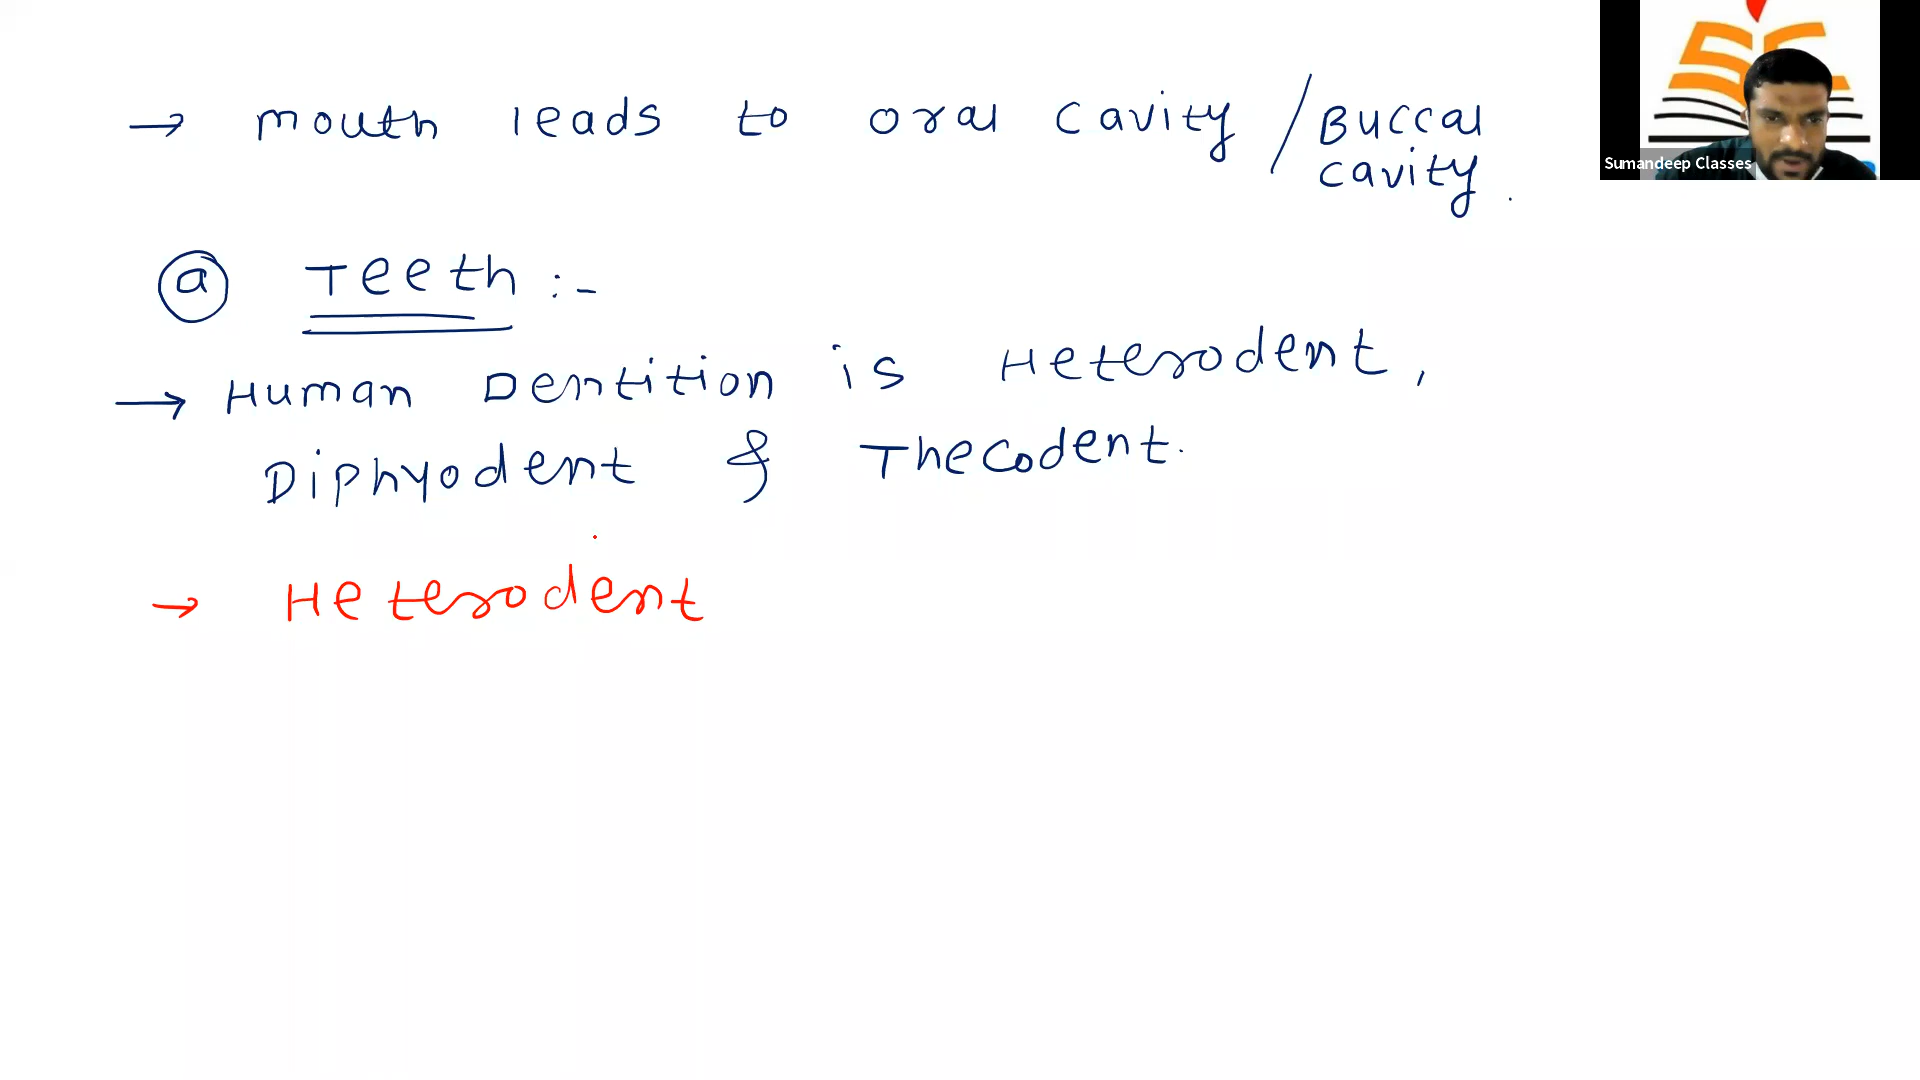 → mouth leads to oral cavity / Buccal
cavity.
ⓐ Teeth :-
→ Human Dentition is Heterodent,
Diphyodent & Thecodent.
→ Heterodent
Sumandeep Classes